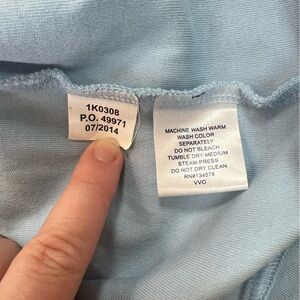 1K0308
P.O. 49971
07/2014
MACHINE WASH WARM
WASH COLOR
SEPARATELY
DO NOT BLEACH
TUMBLE DRY MEDIUM
STEAM PRESS
DO NOT DRY CLEAN
RN#134578
VVO